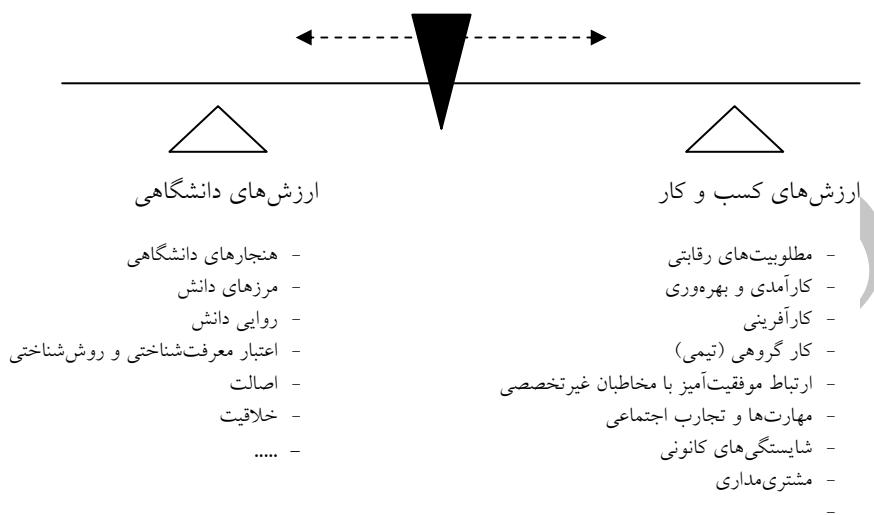 ارزش‌های کسب و کار
- مطلوبیت‌های رقابتی
- کارآمدی و بهره‌وری
- کارآفرینی
- کار گروهی (تیمی)
- ارتباط موفقیت‌آمیز با مخاطبان غیرتخصصی
- مهارت‌ها و تجارب اجتماعی
- شایستگی‌های کانونی
- مشتری‌مداری
-
ارزش‌های دانشگاهی
- هنجارهای دانشگاهی
- مرزهای دانش
- روایی دانش
- اعتبار معرفت‌شناختی و روش‌شناختی
- اصالت
- خلاقیت
- .....